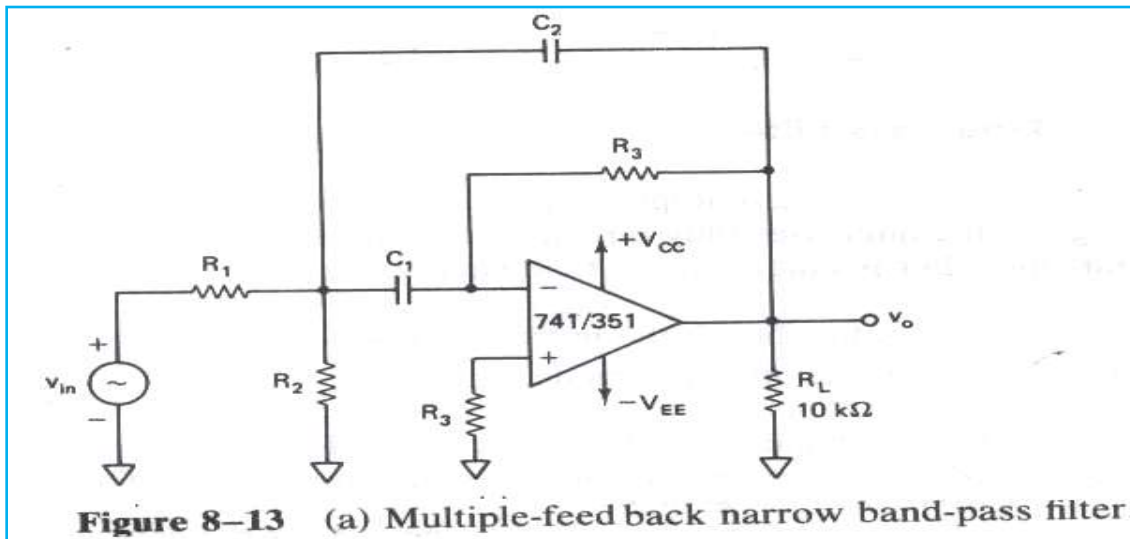 C2
R3
+VCC
R1
C1
−
741/351
vo
+
vin
−
R2
+
R3
−VEE
RL
10 kΩ
Figure 8–13 (a) Multiple-feed back narrow band-pass filter